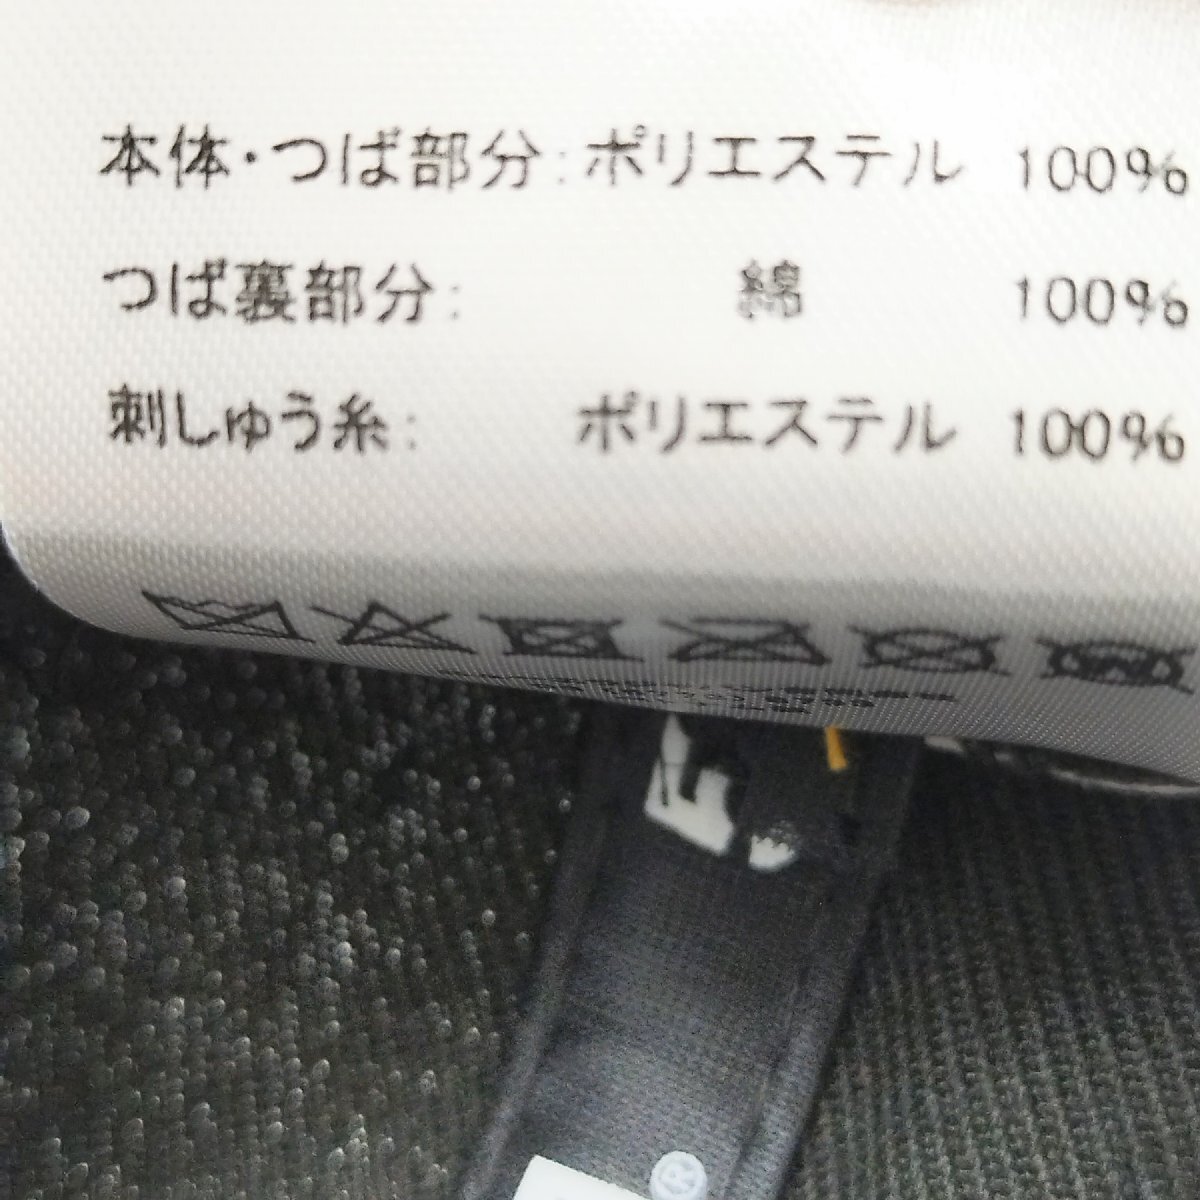 本体・つば部分:ポリエステル 100%
つば裏部分: 綿 100%
刺しゅう糸: ポリエステル 100%
®